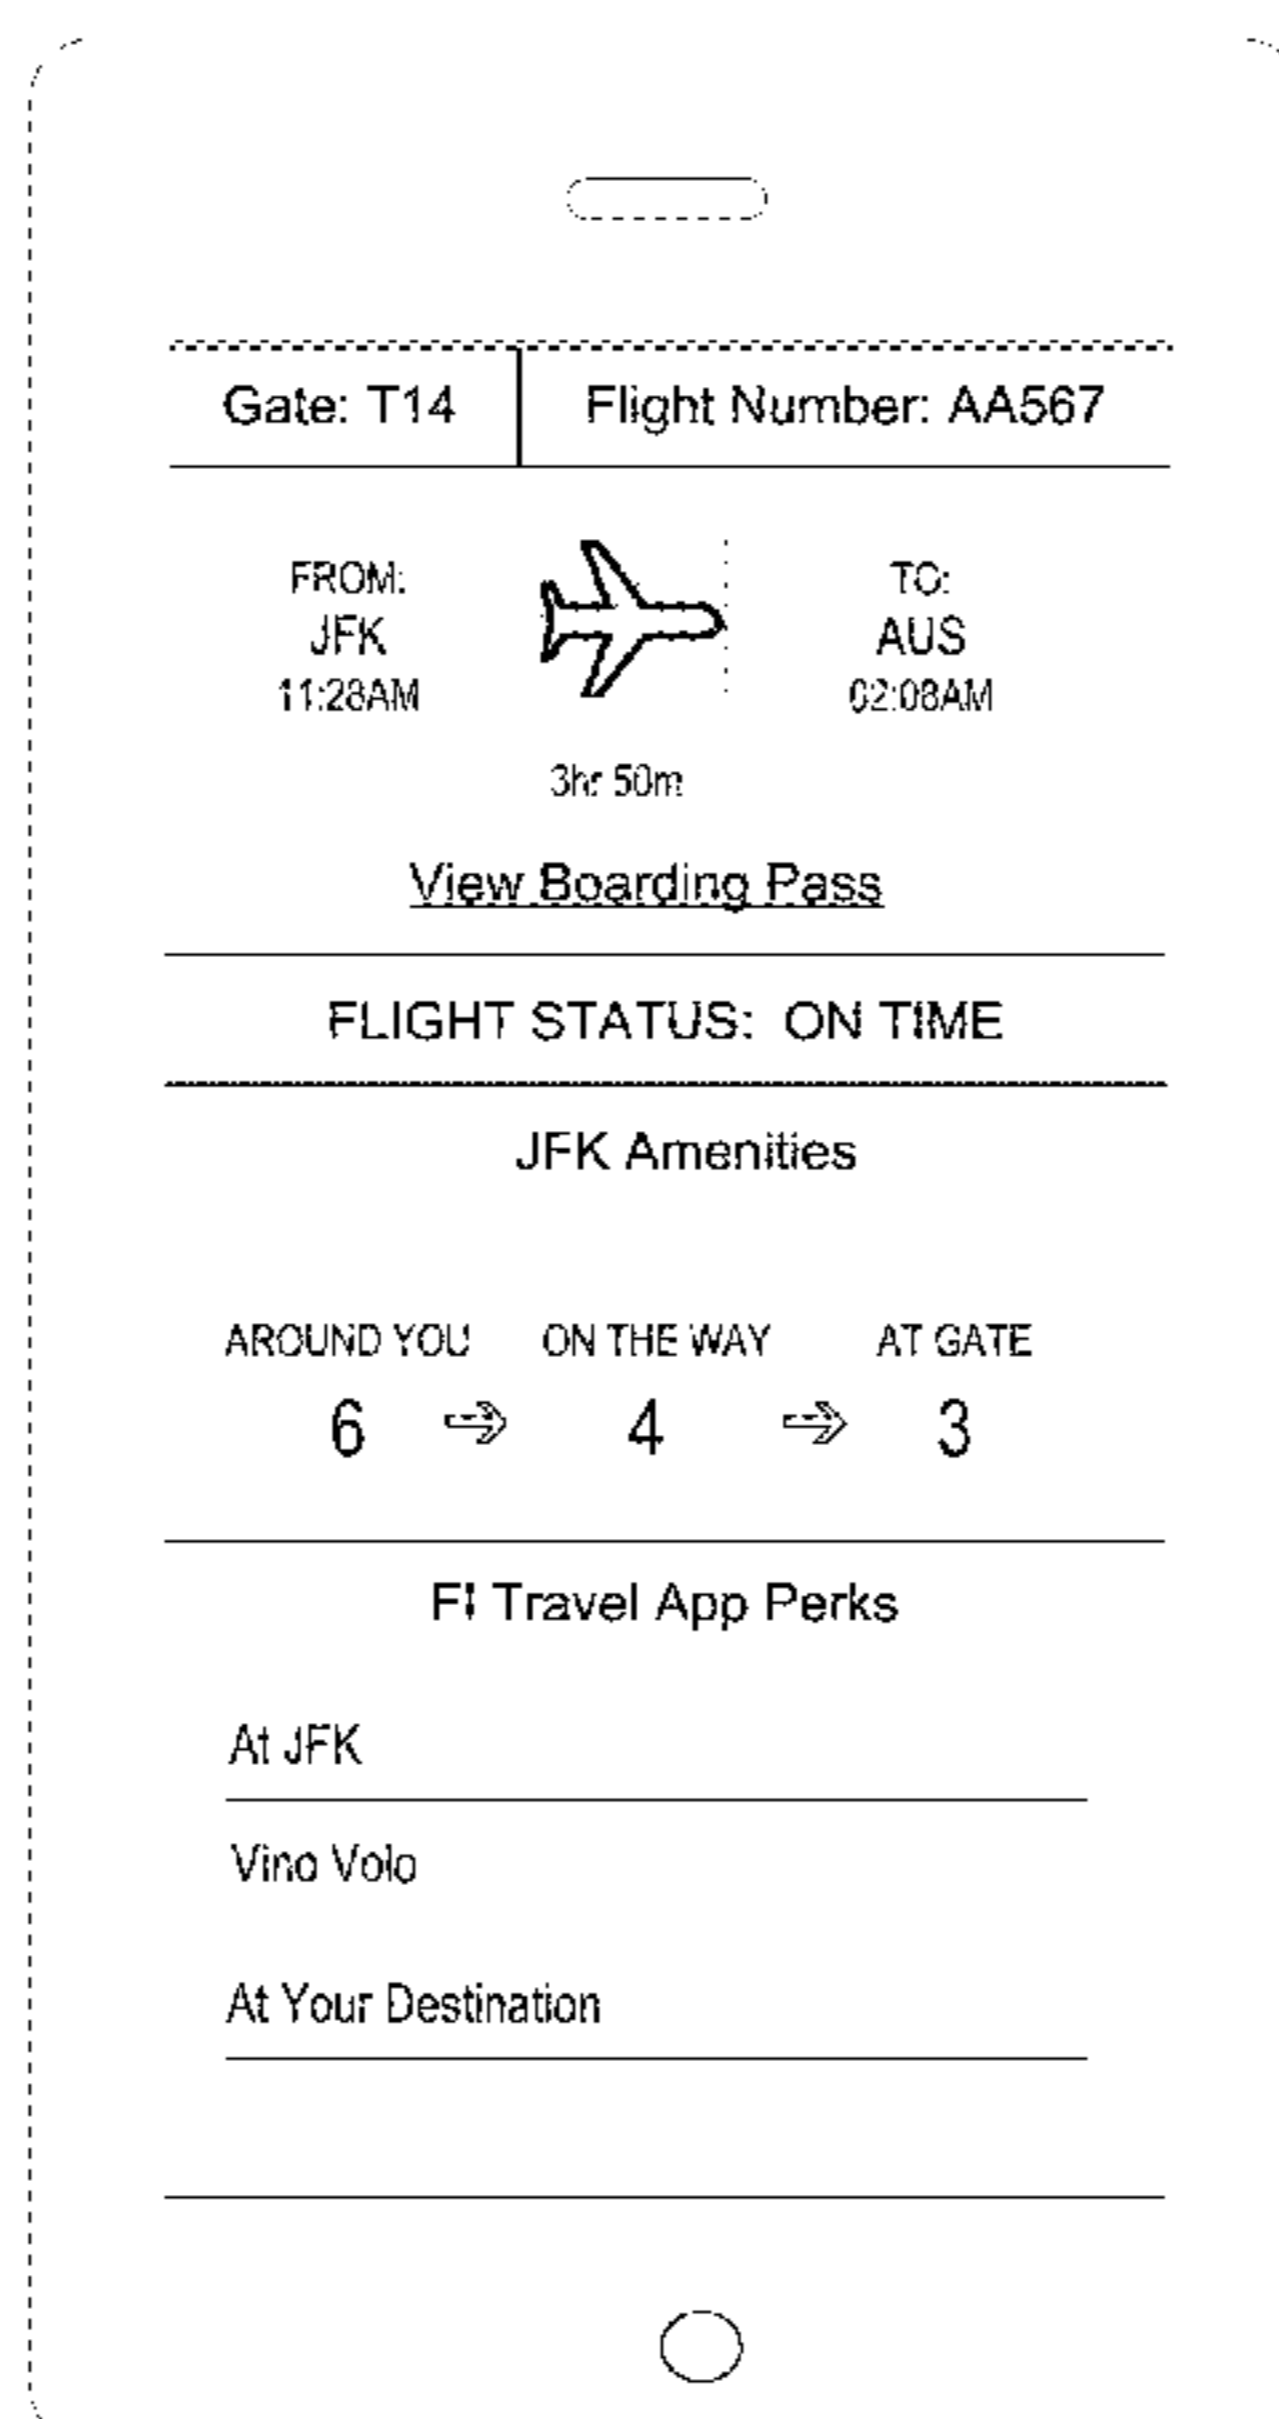 Gate: T14 Flight Number: AA567
FROM: TO:
JFK AUS
11:28AM 02:08AM
3hr 50m
View Boarding Pass
FLIGHT STATUS: ON TIME
JFK Amenities
AROUND YOU ON THE WAY AT GATE
6 4 3
FI Travel App Perks
At JFK
Vino Volo
At Your Destination